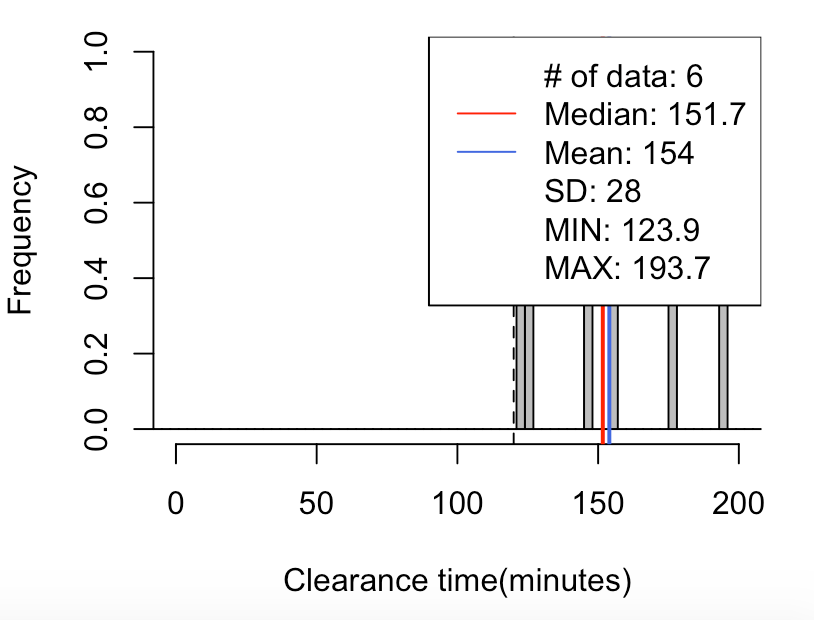 # of data: 6
Median: 151.7
Mean: 154
SD: 28
MIN: 123.9
MAX: 193.7
Frequency
1.0
0.8
0.6
0.4
0.2
0.0
0 50 100 150 200
Clearance time(minutes)